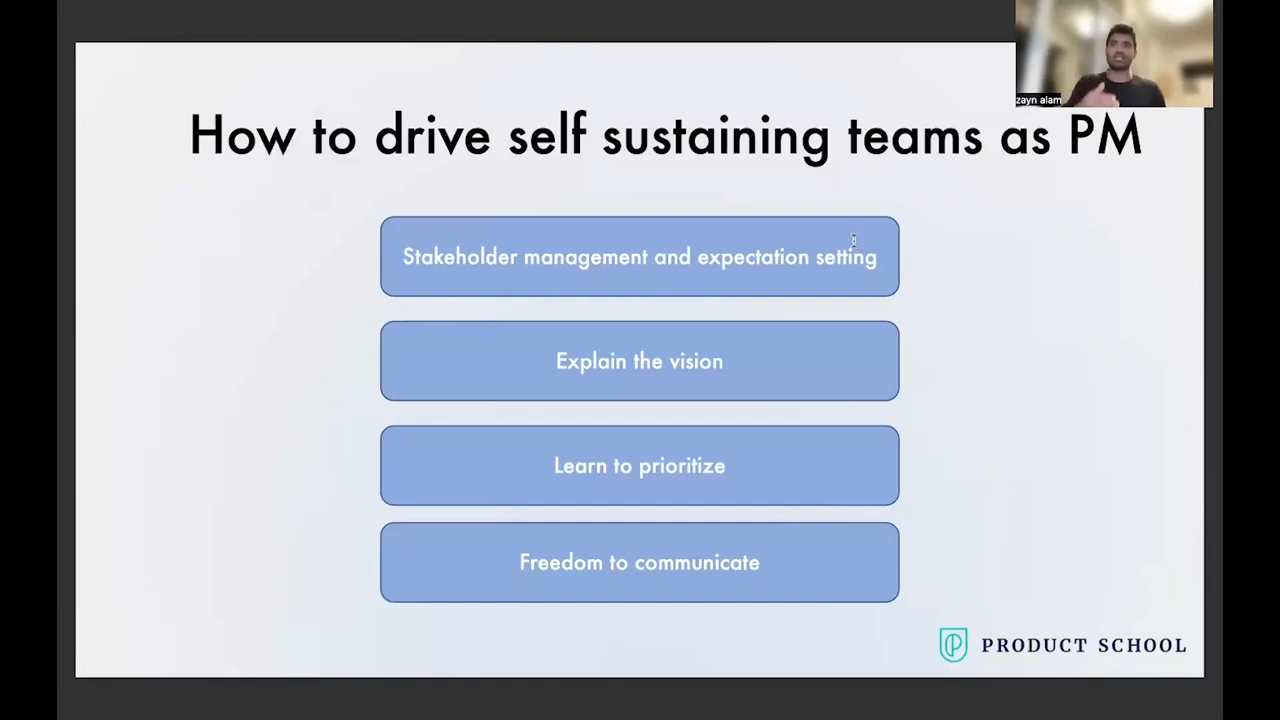 zayn alam
How to drive self sustaining teams as PM
Stakeholder management and expectation setting
Explain the vision
Learn to prioritize
Freedom to communicate
PRODUCT SCHOOL